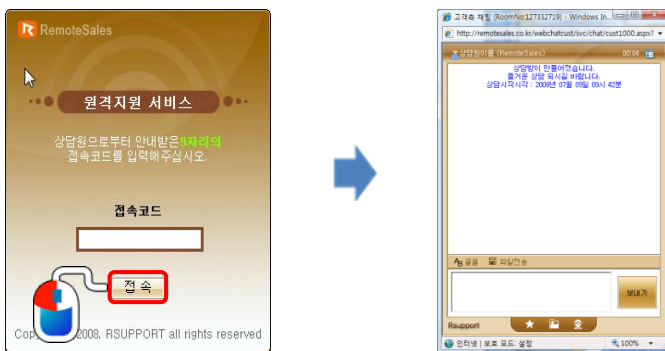 RemoteSales
원격지원 서비스
상담원으로부터 안내받은9자리의
접속코드를 입력해주십시오.
접속코드
접 속
2008. RSUPPORT all rights reserved
고객측 채팅 (RoomNo:127332719) - Windows In...
http://remotesales.co.kr/webchatcust/svc/chat/cust1000.aspx?
상담원이름 (RemoteSales) 00:04
상담방이 만들어졌습니다.
즐거운 상담 되시길 바랍니다.
상담시작시각 : 2008년 07월 09일 09시 42분
글꼴 파일전송
보내기
Rsupport
인터넷 | 보호 모드: 설정 100%